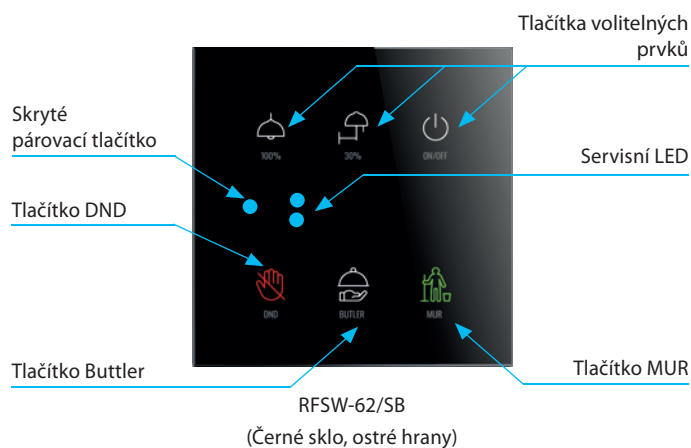 Tlačítka volitelných
prvků
Skryté
párovací tlačítko
100%
30%
ON/OFF
Servisní LED
Tlačítko DND
DND
BUTLER
MUR
Tlačítko Buttler
Tlačítko MUR
RFSW-62/SB
(Černé sklo, ostré hrany)